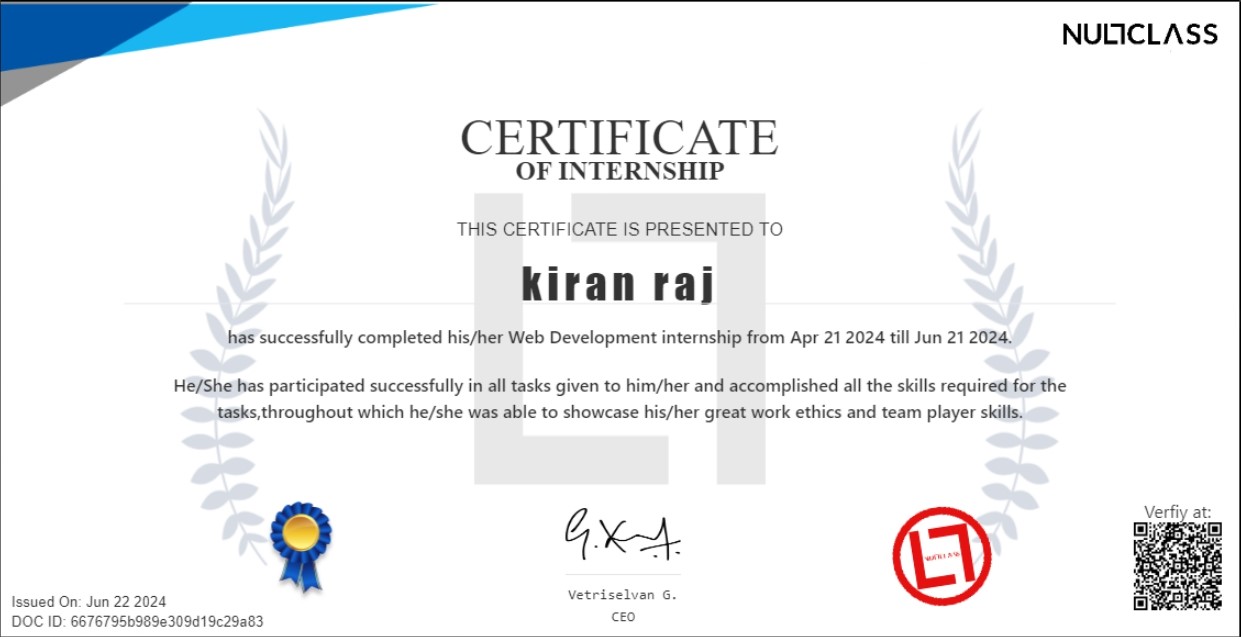 NULLCLASS
CERTIFICATE
OF INTERNSHIP
THIS CERTIFICATE IS PRESENTED TO
kiran raj
has successfully completed his/her Web Development internship from Apr 21 2024 till Jun 21 2024.
He/She has participated successfully in all tasks given to him/her and accomplished all the skills required for the
tasks,throughout which he/she was able to showcase his/her great work ethics and team player skills.
Vetriselvan G.
CEO
NULLCLASS
Verfiy at:
Issued On: Jun 22 2024
DOC ID: 6676795b989e309d19c29a83